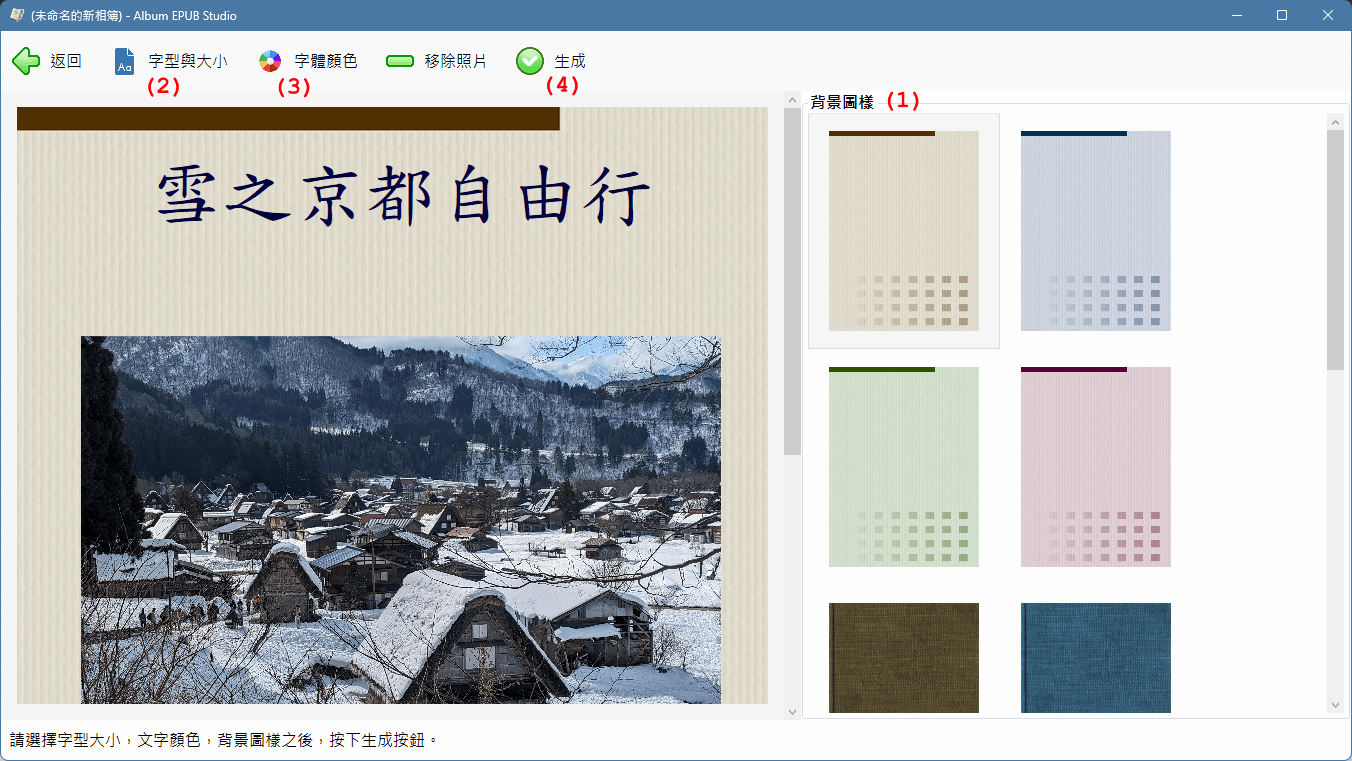 (未命名的新相簿) - Album EPUB Studio
返回 Aa 字型與大小 字體顏色 移除照片 生成
(2) (3) (4)
背景圖樣 (1)
雪之京都自由行
請選擇字型大小，文字顏色，背景圖樣之後，按下生成按鈕。